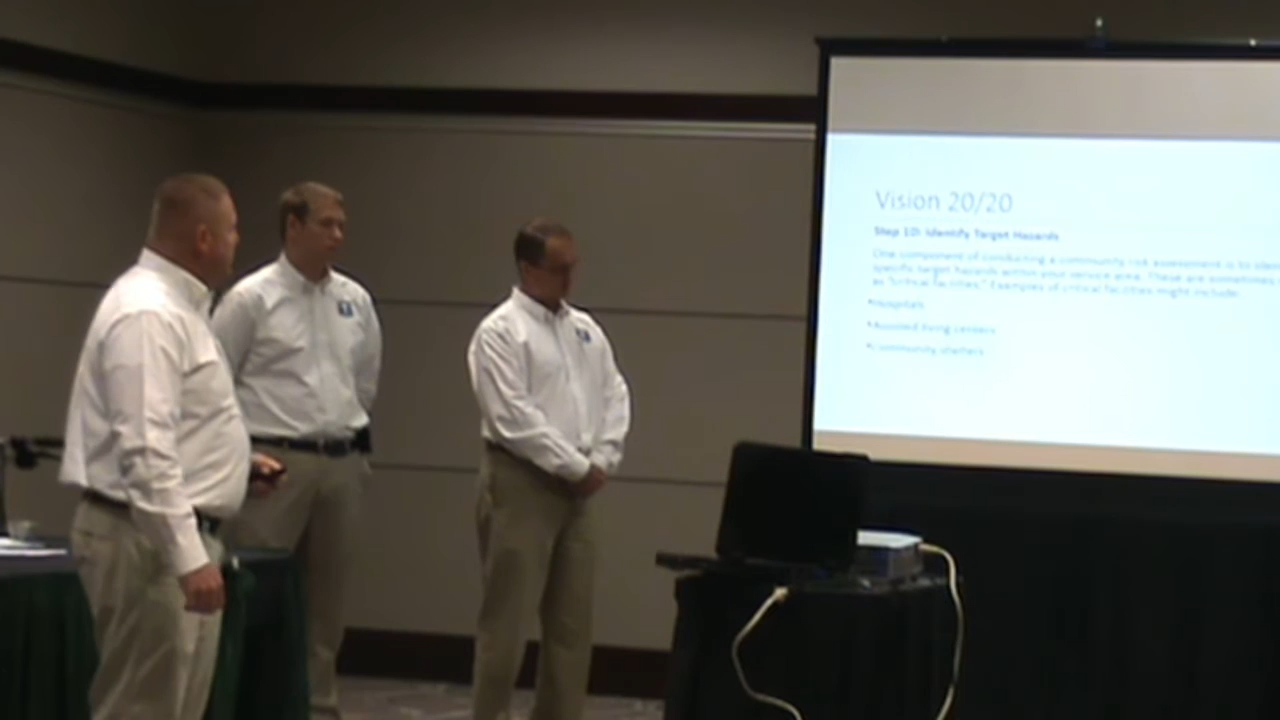 Vision 20/20
Step 10: Identify Target Hazards
One component of conducting a community risk assessment is to
specific target hazards within your service area. These are sometimes
as "critical facilities." Examples of critical facilities might include:
•Hospitals
•Assisted living centers
•Community shelters